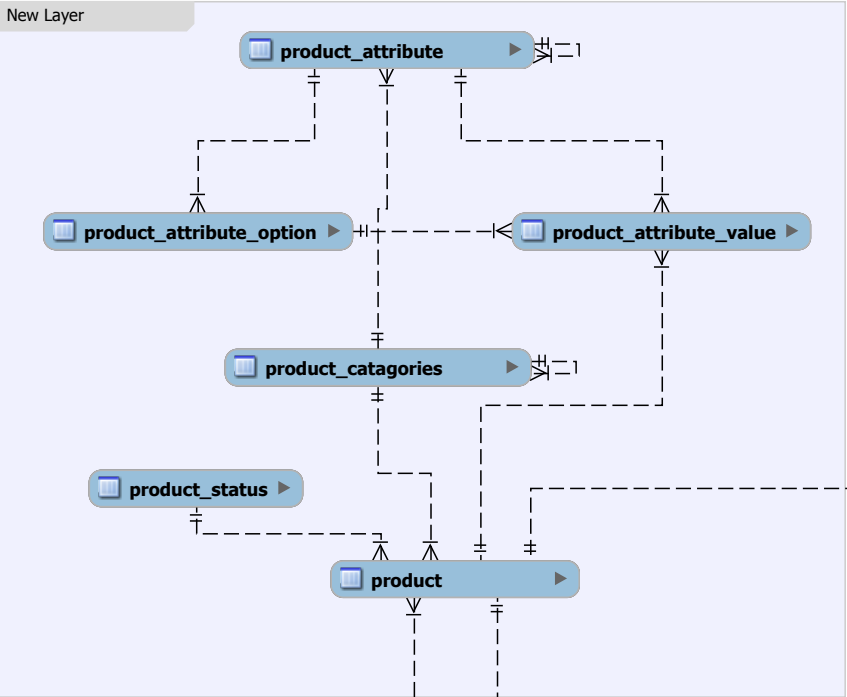 New Layer
product_attribute
product_attribute_option
product_attribute_value
product_catagories
product_status
product